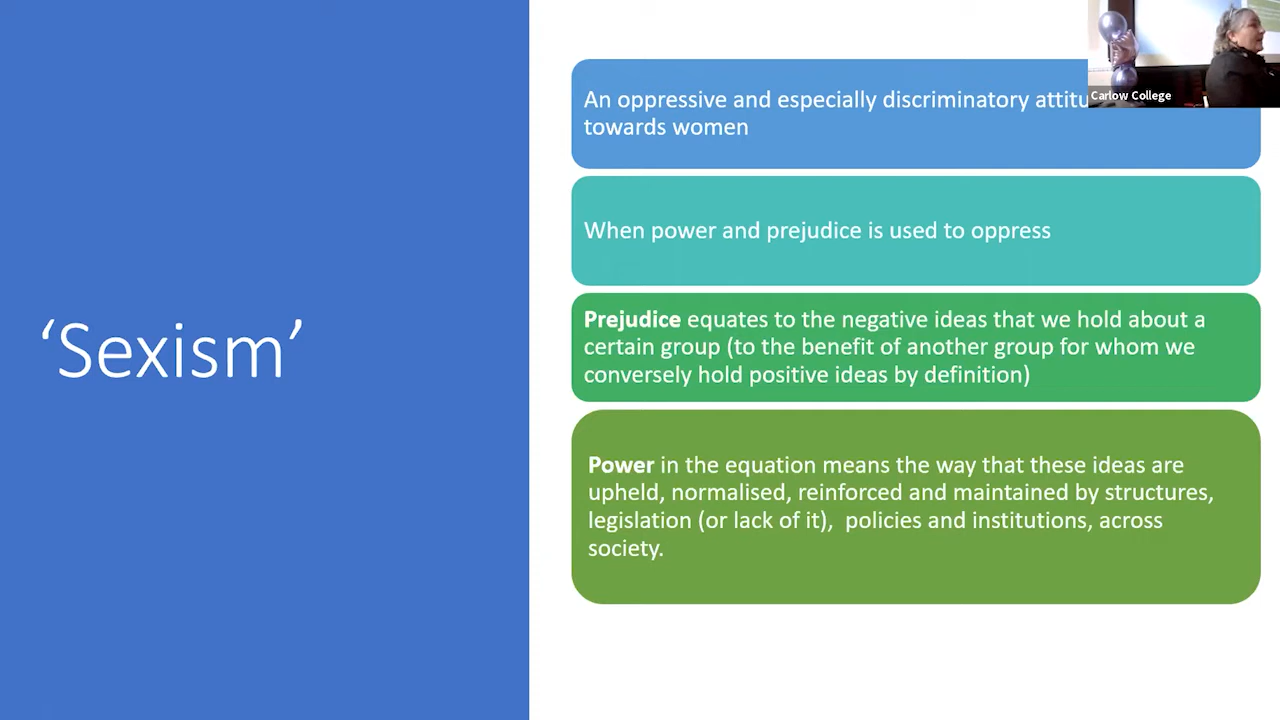 ‘Sexism’
An oppressive and especially discriminatory
towards women
When power and prejudice is used to oppress
Prejudice equates to the negative ideas that we hold about a
certain group (to the benefit of another group for whom we
conversely hold positive ideas by definition)
Power in the equation means the way that these ideas are
upheld, normalised, reinforced and maintained by structures,
legislation (or lack of it),  policies and institutions, across
society.
Carlow College